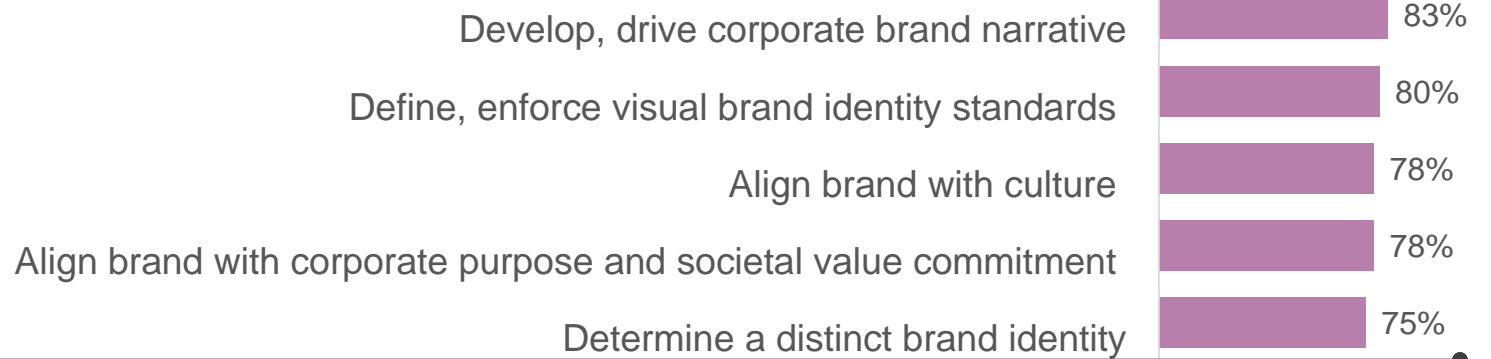 Develop, drive corporate brand narrative 83%
Define, enforce visual brand identity standards 80%
Align brand with culture 78%
Align brand with corporate purpose and societal value commitment 78%
Determine a distinct brand identity 75%